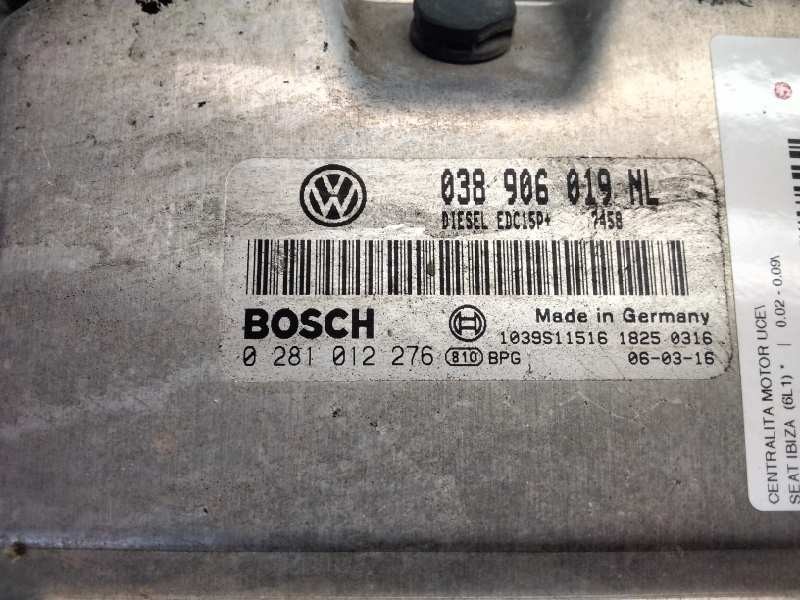 VW
038 906 019 NL
DIESEL EDC15P+ 7458
BOSCH
Made in Germany
1039S11516 1825 0316
0 281 012 276 810 BPG 06-03-16
CENTRALITA MOTOR UCE\
SEAT IBIZA (6L1) * | 0.02 - 0.09\